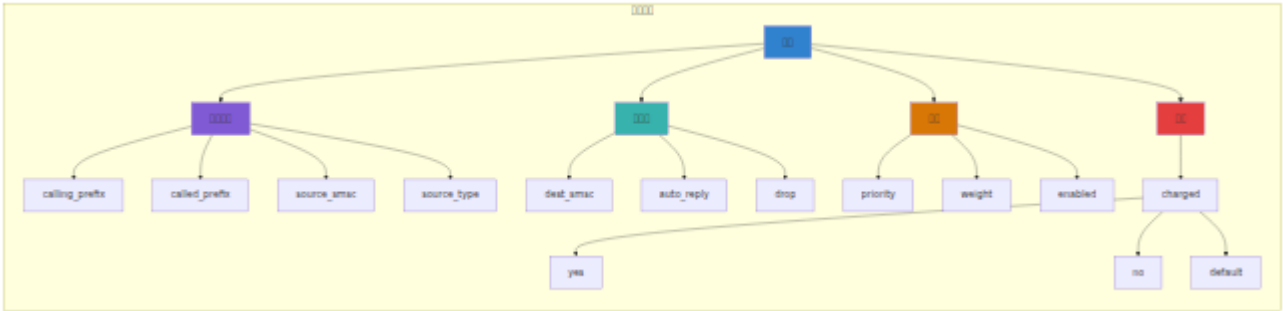 calling_prefix
called_prefix
source_smsc
source_type
dest_smsc
auto_reply
drop
priority
weight
enabled
charged
yes
no
default